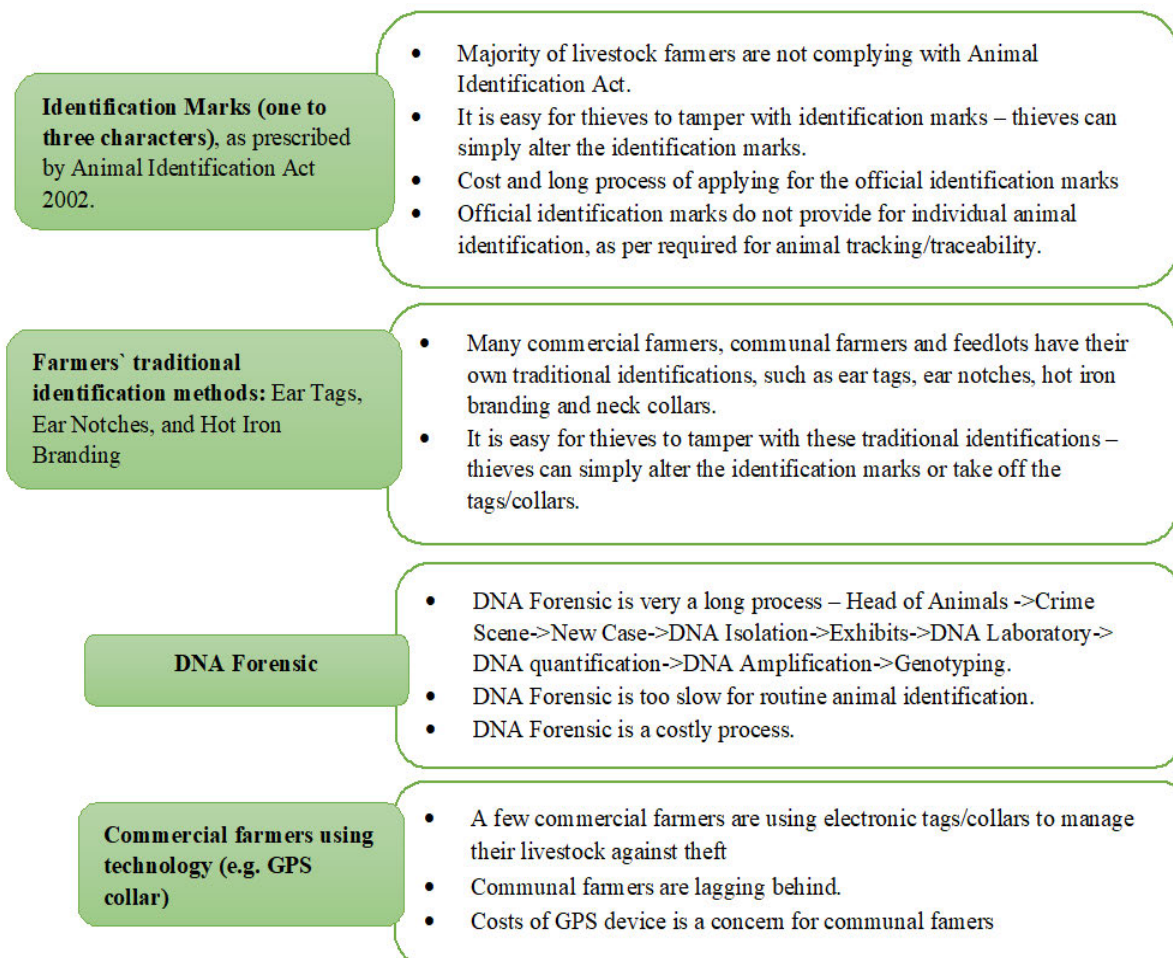 Identification Marks (one to
three characters), as prescribed
by Animal Identification Act
2002.
• Majority of livestock farmers are not complying with Animal
Identification Act.
• It is easy for thieves to tamper with identification marks – thieves can
simply alter the identification marks.
• Cost and long process of applying for the official identification marks
• Official identification marks do not provide for individual animal
identification, as per required for animal tracking/traceability.
Farmers` traditional
identification methods: Ear Tags,
Ear Notches, and Hot Iron
Branding
• Many commercial farmers, communal farmers and feedlots have their
own traditional identifications, such as ear tags, ear notches, hot iron
branding and neck collars.
• It is easy for thieves to tamper with these traditional identifications –
thieves can simply alter the identification marks or take off the
tags/collars.
DNA Forensic
• DNA Forensic is very a long process – Head of Animals ->Crime
Scene->New Case->DNA Isolation->Exhibits->DNA Laboratory->
DNA quantification->DNA Amplification->Genotyping.
• DNA Forensic is too slow for routine animal identification.
• DNA Forensic is a costly process.
Commercial farmers using
technology (e.g. GPS
collar)
• A few commercial farmers are using electronic tags/collars to manage
their livestock against theft
• Communal farmers are lagging behind.
• Costs of GPS device is a concern for communal famers